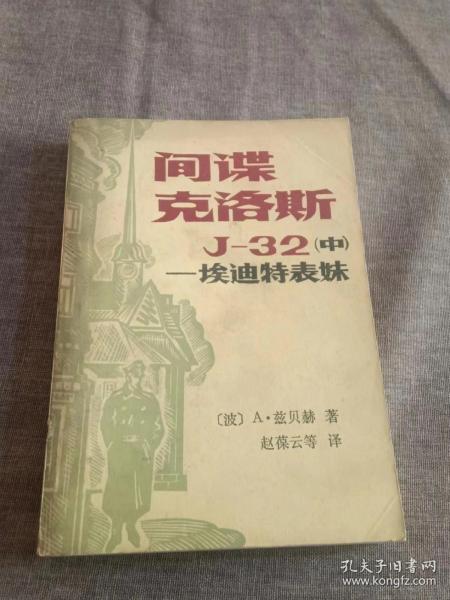 间谍
克洛斯
J-32(中)
—埃迪特表妹
〔波〕A·兹贝赫 著
赵葆云等 译
孔夫子旧书网
www.kongfz.com